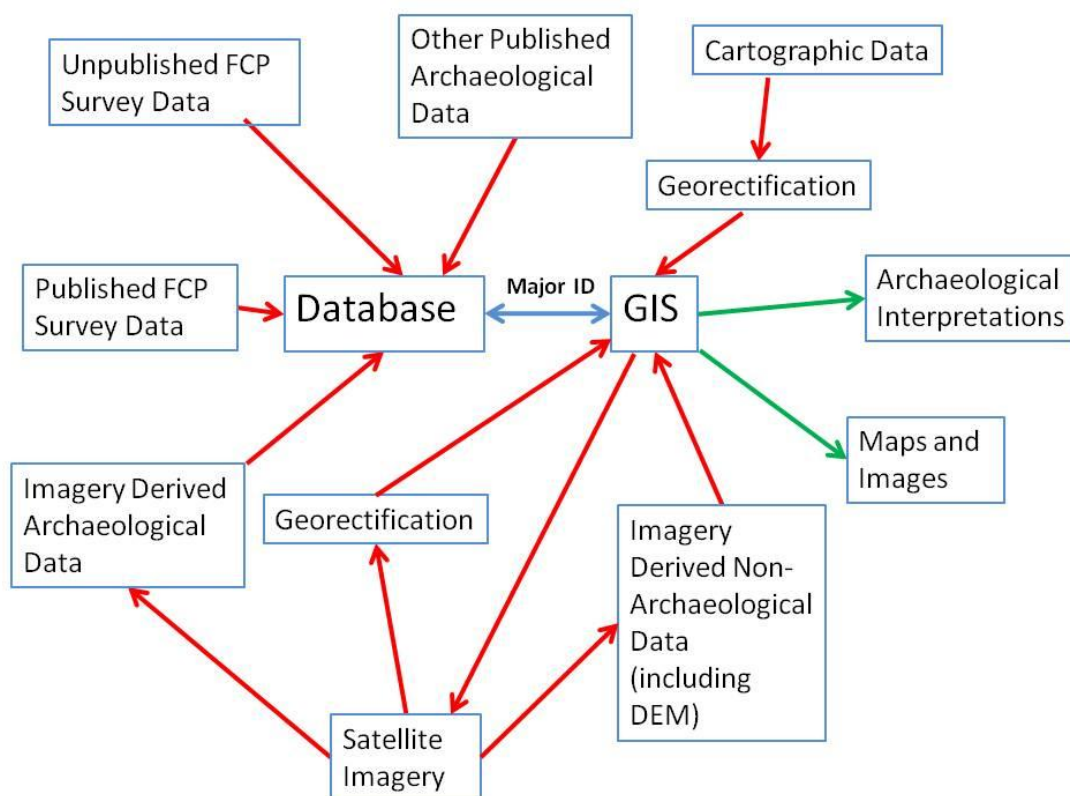 Unpublished FCP
Survey Data
Other Published
Archaeological
Data
Cartographic Data
Georectification
Published FCP
Survey Data
Database
Major ID
GIS
Archaeological
Interpretations
Maps and
Images
Imagery Derived
Archaeological
Data
Georectification
Imagery
Derived Non-
Archaeological
Data
(including
DEM)
Satellite
Imagery